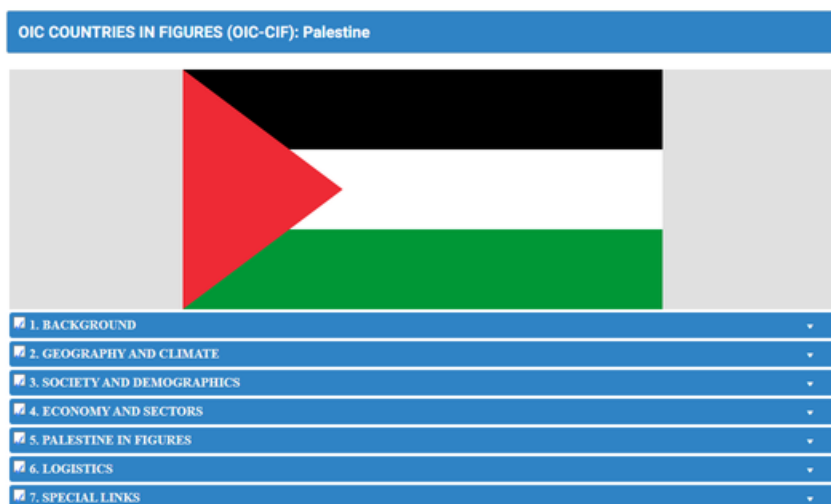 OIC COUNTRIES IN FIGURES (OIC-CIF): Palestine
1. BACKGROUND
2. GEOGRAPHY AND CLIMATE
3. SOCIETY AND DEMOGRAPHICS
4. ECONOMY AND SECTORS
5. PALESTINE IN FIGURES
6. LOGISTICS
7. SPECIAL LINKS